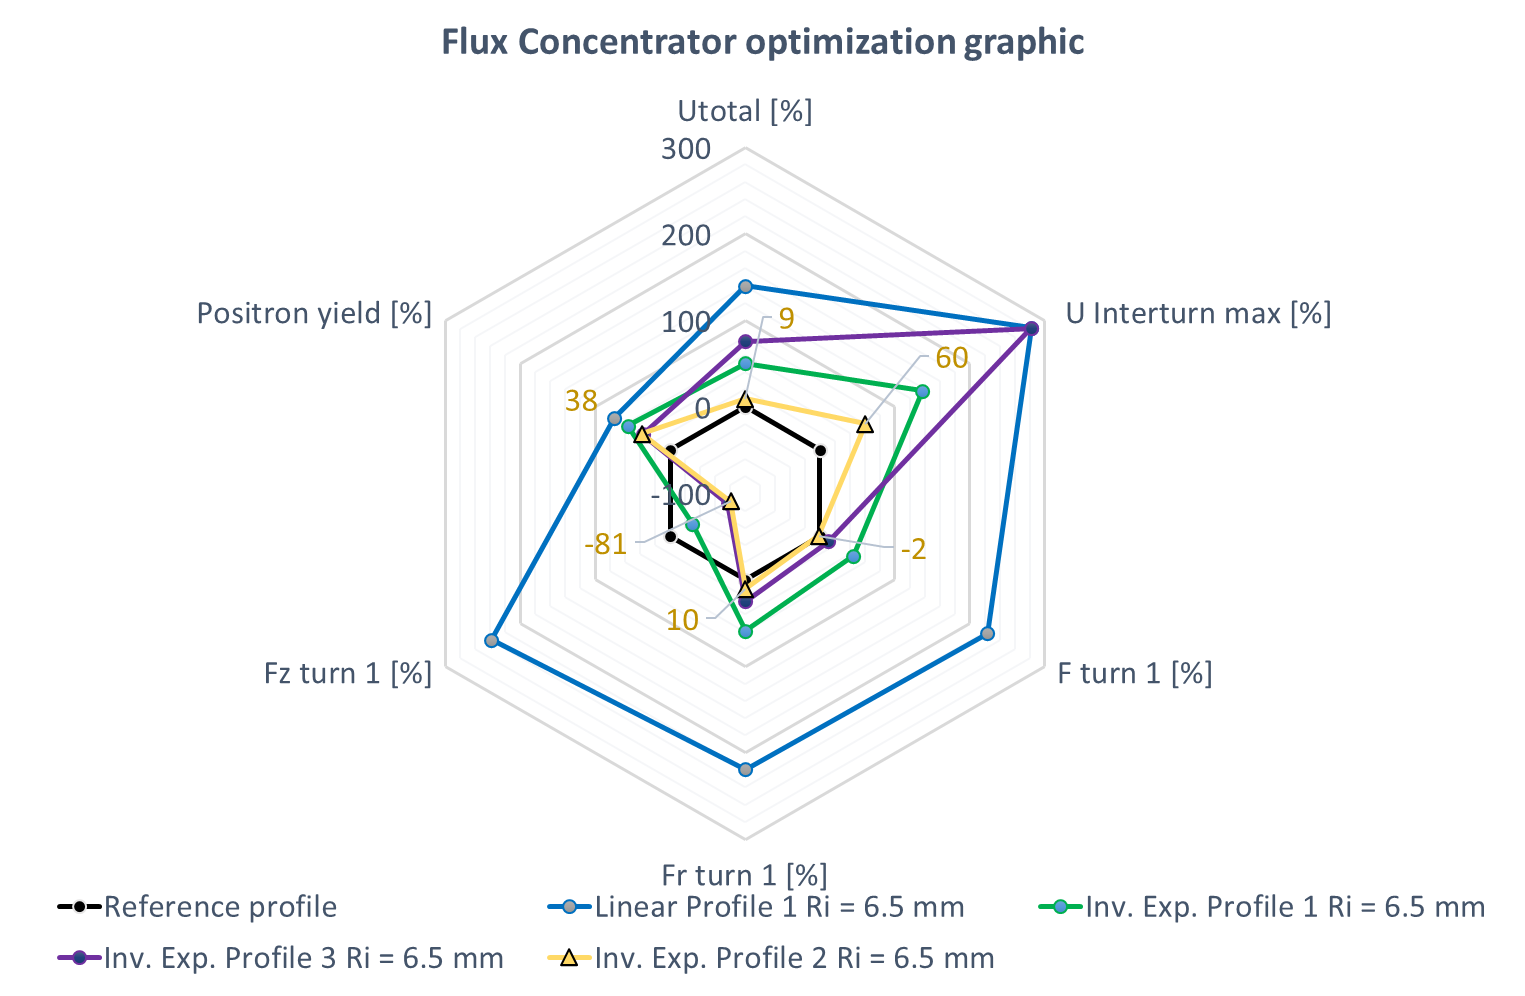 Flux Concentrator optimization graphic
Utotal [%]
300
200
100
0
-100
9
60
U Interturn max [%]
Positron yield [%]
38
-81
-2
10
Fz turn 1 [%]
F turn 1 [%]
Fr turn 1 [%]
Reference profile
Linear Profile 1 Ri = 6.5 mm
Inv. Exp. Profile 1 Ri = 6.5 mm
Inv. Exp. Profile 3 Ri = 6.5 mm
Inv. Exp. Profile 2 Ri = 6.5 mm